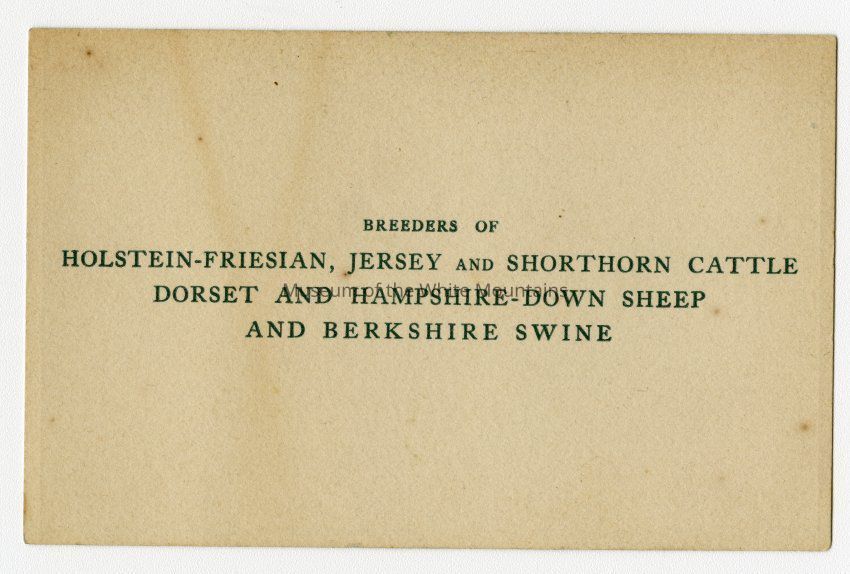 BREEDERS OF
HOLSTEIN-FRIESIAN, JERSEY AND SHORTHORN CATTLE
DORSET AND HAMPSHIRE-DOWN SHEEP
Museum of the White Mountains
AND BERKSHIRE SWINE